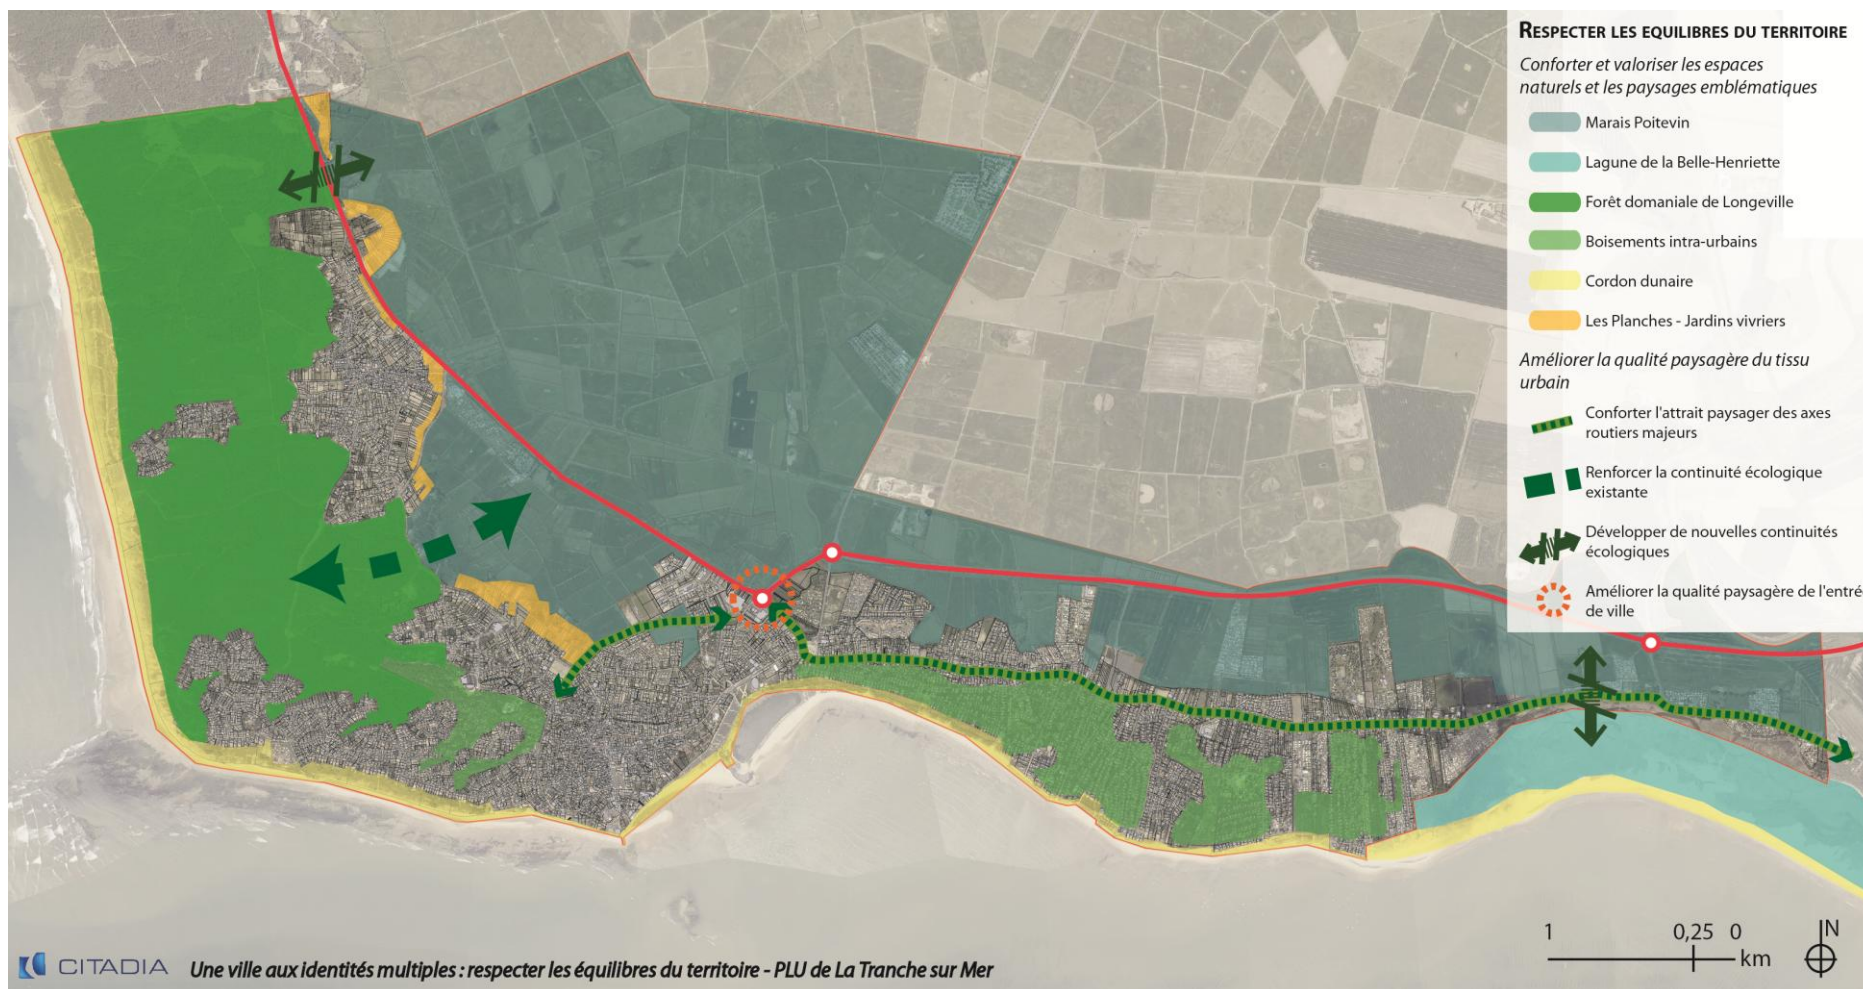 RESPECTER LES EQUILIBRES DU TERRITOIRE
Conforter et valoriser les espaces
naturels et les paysages emblématiques
Marais Poitevin
Lagune de la Belle-Henriette
Forêt domaniale de Longeville
Boisements intra-urbains
Cordon dunaire
Les Planches - Jardins vivriers
Améliorer la qualité paysagère du tissu
urbain
Conforter l'attrait paysager des axes
routiers majeurs
Renforcer la continuité écologique
existante
Développer de nouvelles continuités
écologiques
Améliorer la qualité paysagère de l'entré
de ville
1 0,25 0
km
N
CITADIA
Une ville aux identités multiples : respecter les équilibres du territoire - PLU de La Tranche sur Mer